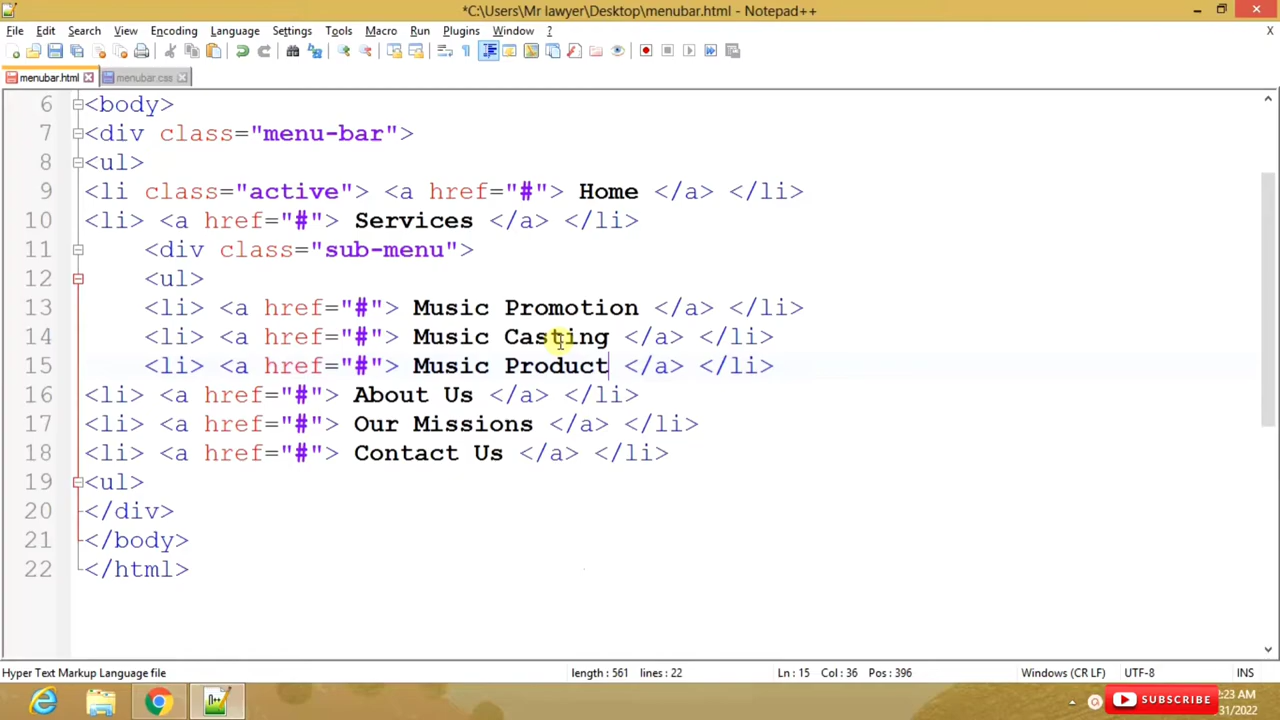 *C:\Users\Mr lawyer\Desktop\menubar.html - Notepad++
File Edit Search View Encoding Language Settings Tools Macro Run Plugins Window ? X
menubar.html menubar.css
6 <body>
7 <div class="menu-bar">
8 <ul>
9 <li class="active"> <a href="#"> Home </a> </li>
10 <li> <a href="#"> Services </a> </li>
11 <div class="sub-menu">
12 <ul>
13 <li> <a href="#"> Music Promotion </a> </li>
14 <li> <a href="#"> Music Casting </a> </li>
15 <li> <a href="#"> Music Product </a> </li>
16 <li> <a href="#"> About Us </a> </li>
17 <li> <a href="#"> Our Missions </a> </li>
18 <li> <a href="#"> Contact Us </a> </li>
19 <ul>
20 </div>
21 </body>
22 </html>
Hyper Text Markup Language file length : 561 lines : 22 Ln : 15 Col : 36 Pos : 396 Windows (CR LF) UTF-8 INS
:23 AM
SUBSCRIBE
/31/2022